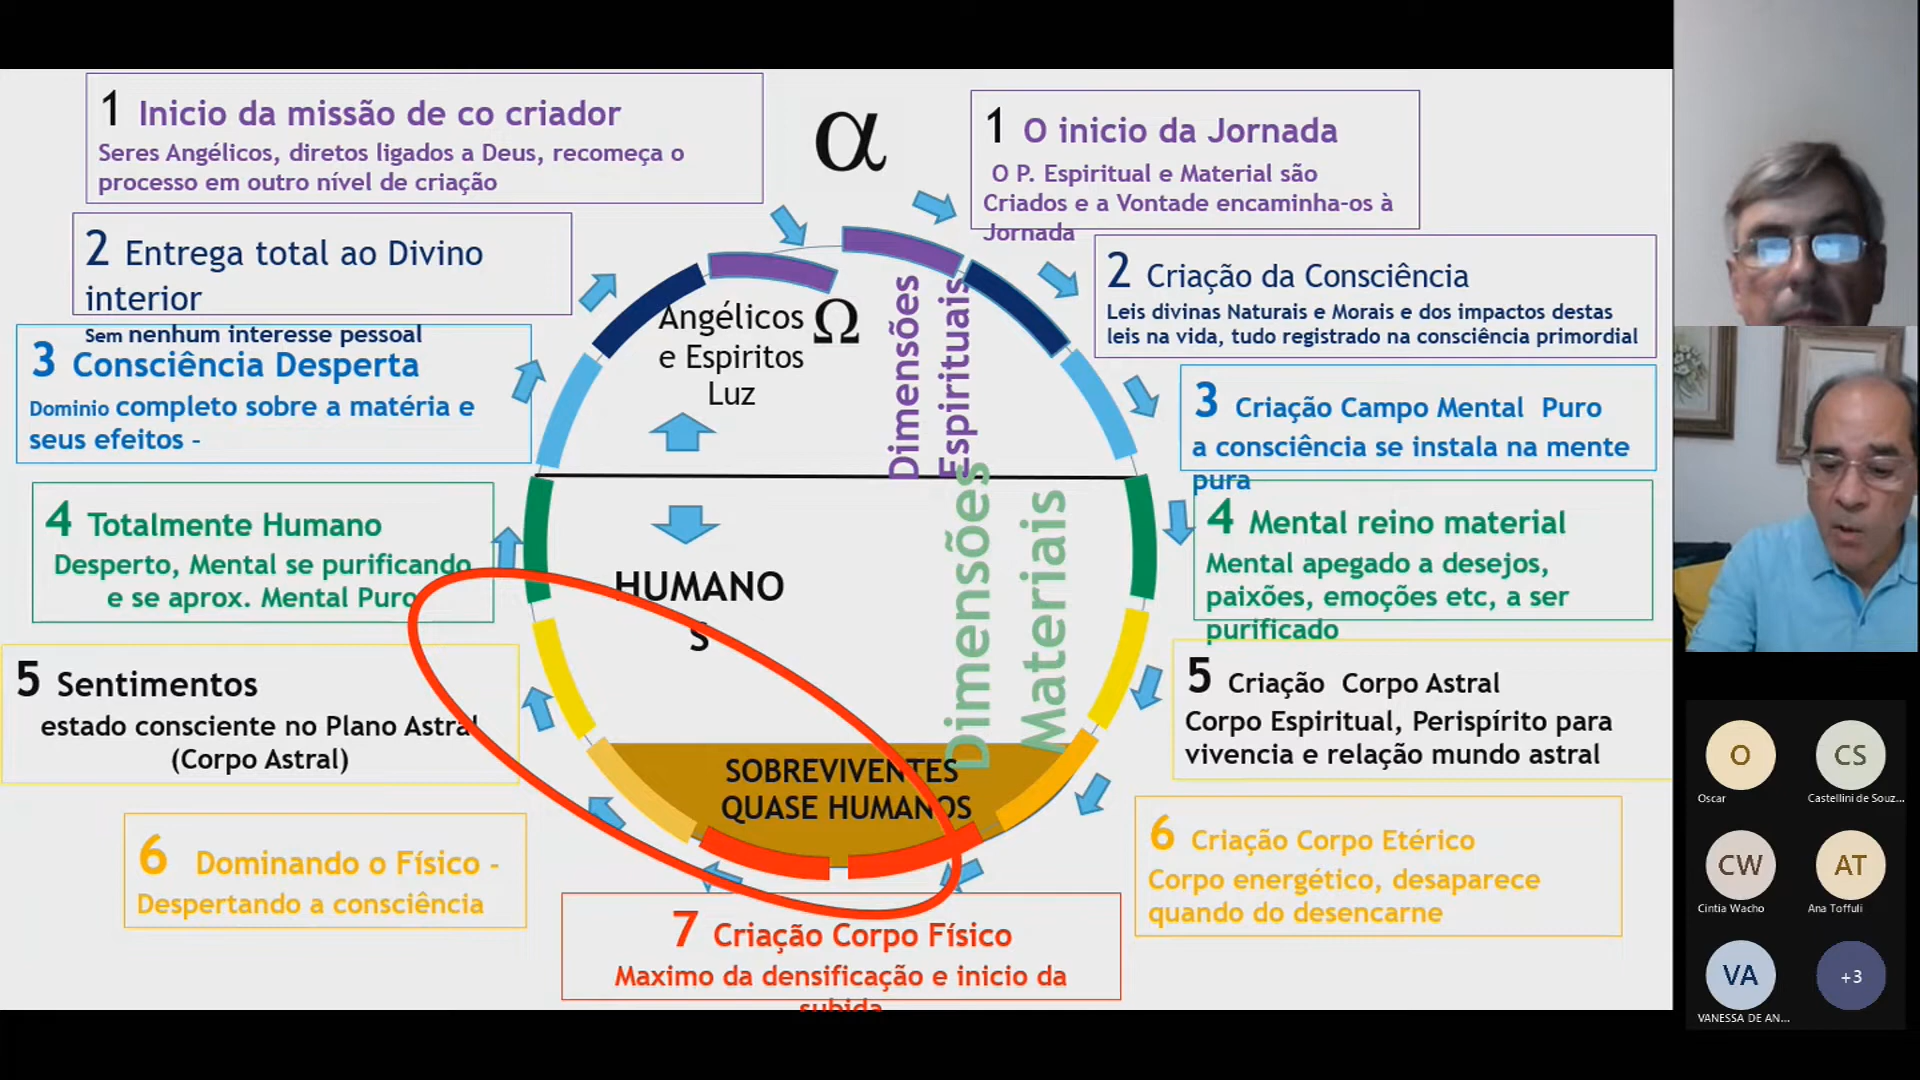 1 Inicio da missão de co criador
Seres Angélicos, diretos ligados a Deus, recomeça o
processo em outro nível de criação
2 Entrega total ao Divino
interior
Sem nenhum interesse pessoal
3 Consciência Desperta
Dominio completo sobre a matéria e
seus efeitos –
4 Totalmente Humano
Desperto, Mental se purificando
e se aprox. Mental Puro
5 Sentimentos
estado consciente no Plano Astral
(Corpo Astral)
6 Dominando o Físico -
Despertando a consciência
α
Ω
Angélicos
e Espiritos
Luz
HUMANO
S
Dimensões
Espirituais
Dimensões
Materiais
SOBREVIVENTES
QUASE HUMANOS
7 Criação Corpo Físico
Maximo da densificação e inicio da
subida
1 O inicio da Jornada
O P. Espiritual e Material são
Criados e a Vontade encaminha-os à
Jornada
2 Criação da Consciência
Leis divinas Naturais e Morais e dos impactos destas
leis na vida, tudo registrado na consciência primordial
3 Criação Campo Mental Puro
a consciência se instala na mente
pura
4 Mental reino material
Mental apegado a desejos,
paixões, emoções etc, a ser
purificado
5 Criação Corpo Astral
Corpo Espiritual, Perispírito para
vivencia e relação mundo astral
6 Criação Corpo Etérico
Corpo energético, desaparece
quando do desencarne
O
Oscar
CS
Castellini de Souz...
CW
Cintia Wacho
AT
Ana Toffuli
VA
VANESSA DE AN...
+3